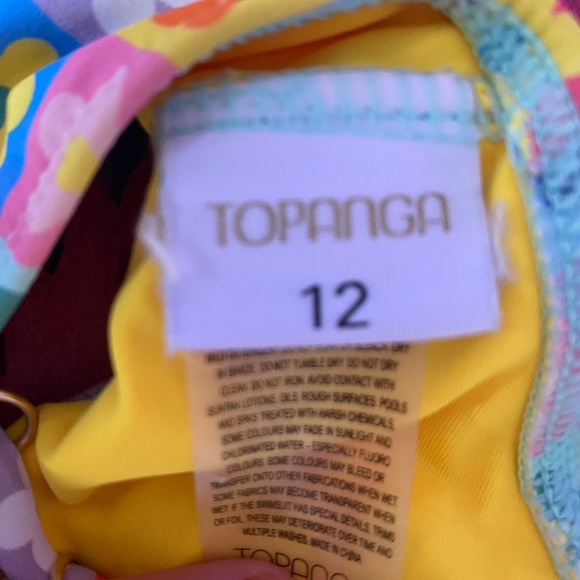 TOPANGA
12
IN SHADE. DO NOT TUMBLE DRY. DO NOT DRY
CLEAN. DO NOT IRON. AVOID CONTACT WITH
SUNTAN LOTIONS, OILS, ROUGH SURFACES. POOLS
AND SPAS TREATED WITH HARSH CHEMICALS.
SOME COLOURS MAY FADE IN SUNLIGHT AND
CHLORINATED WATER – ESPECIALLY FLUORO
COLOURS. SOME COLOURS MAY BLEED OR
TRANSFER ONTO OTHER FABRICATIONS WHEN WET.
SOME FABRICS MAY BECOME TRANSPARENT WHEN
WET. IF THE SWIMSUIT HAS SPECIAL DETAILS, TRIMS
OR FOIL. THESE MAY DETERIORATE OVER TIME AND
MULTIPLE WASHES. MADE IN CHINA
TOPANGA